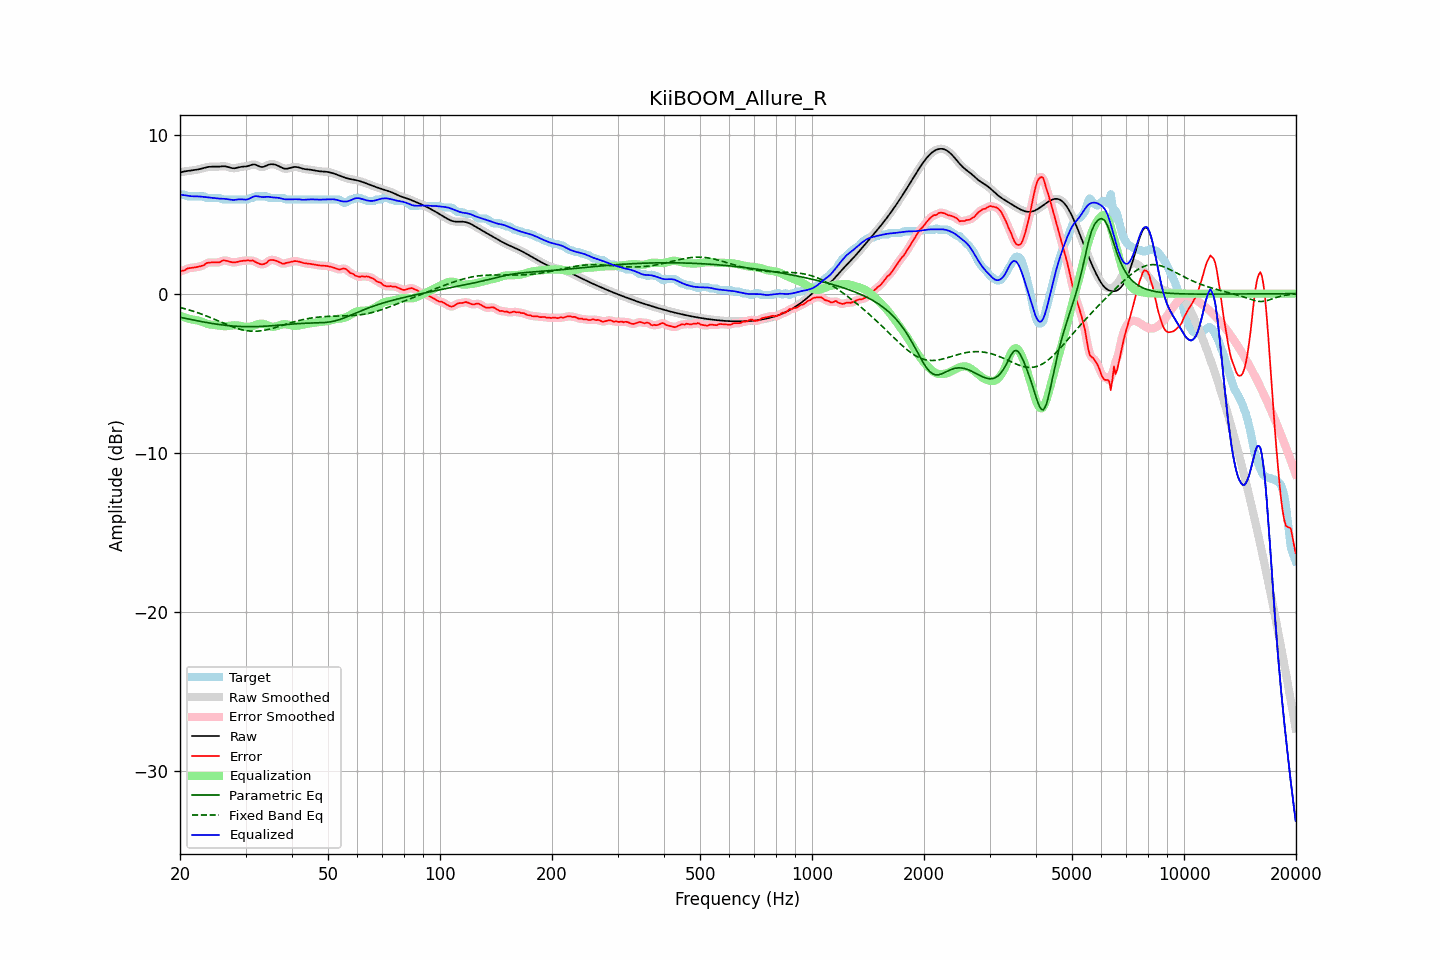 KiiBOOM_Allure_R
10
0
−10
−20
−30
Amplitude (dBr)
Target
Raw Smoothed
Error Smoothed
Raw
Error
Equalization
Parametric Eq
Fixed Band Eq
Equalized
20 50 100 200 500 1000 2000 5000 10000 20000
Frequency (Hz)